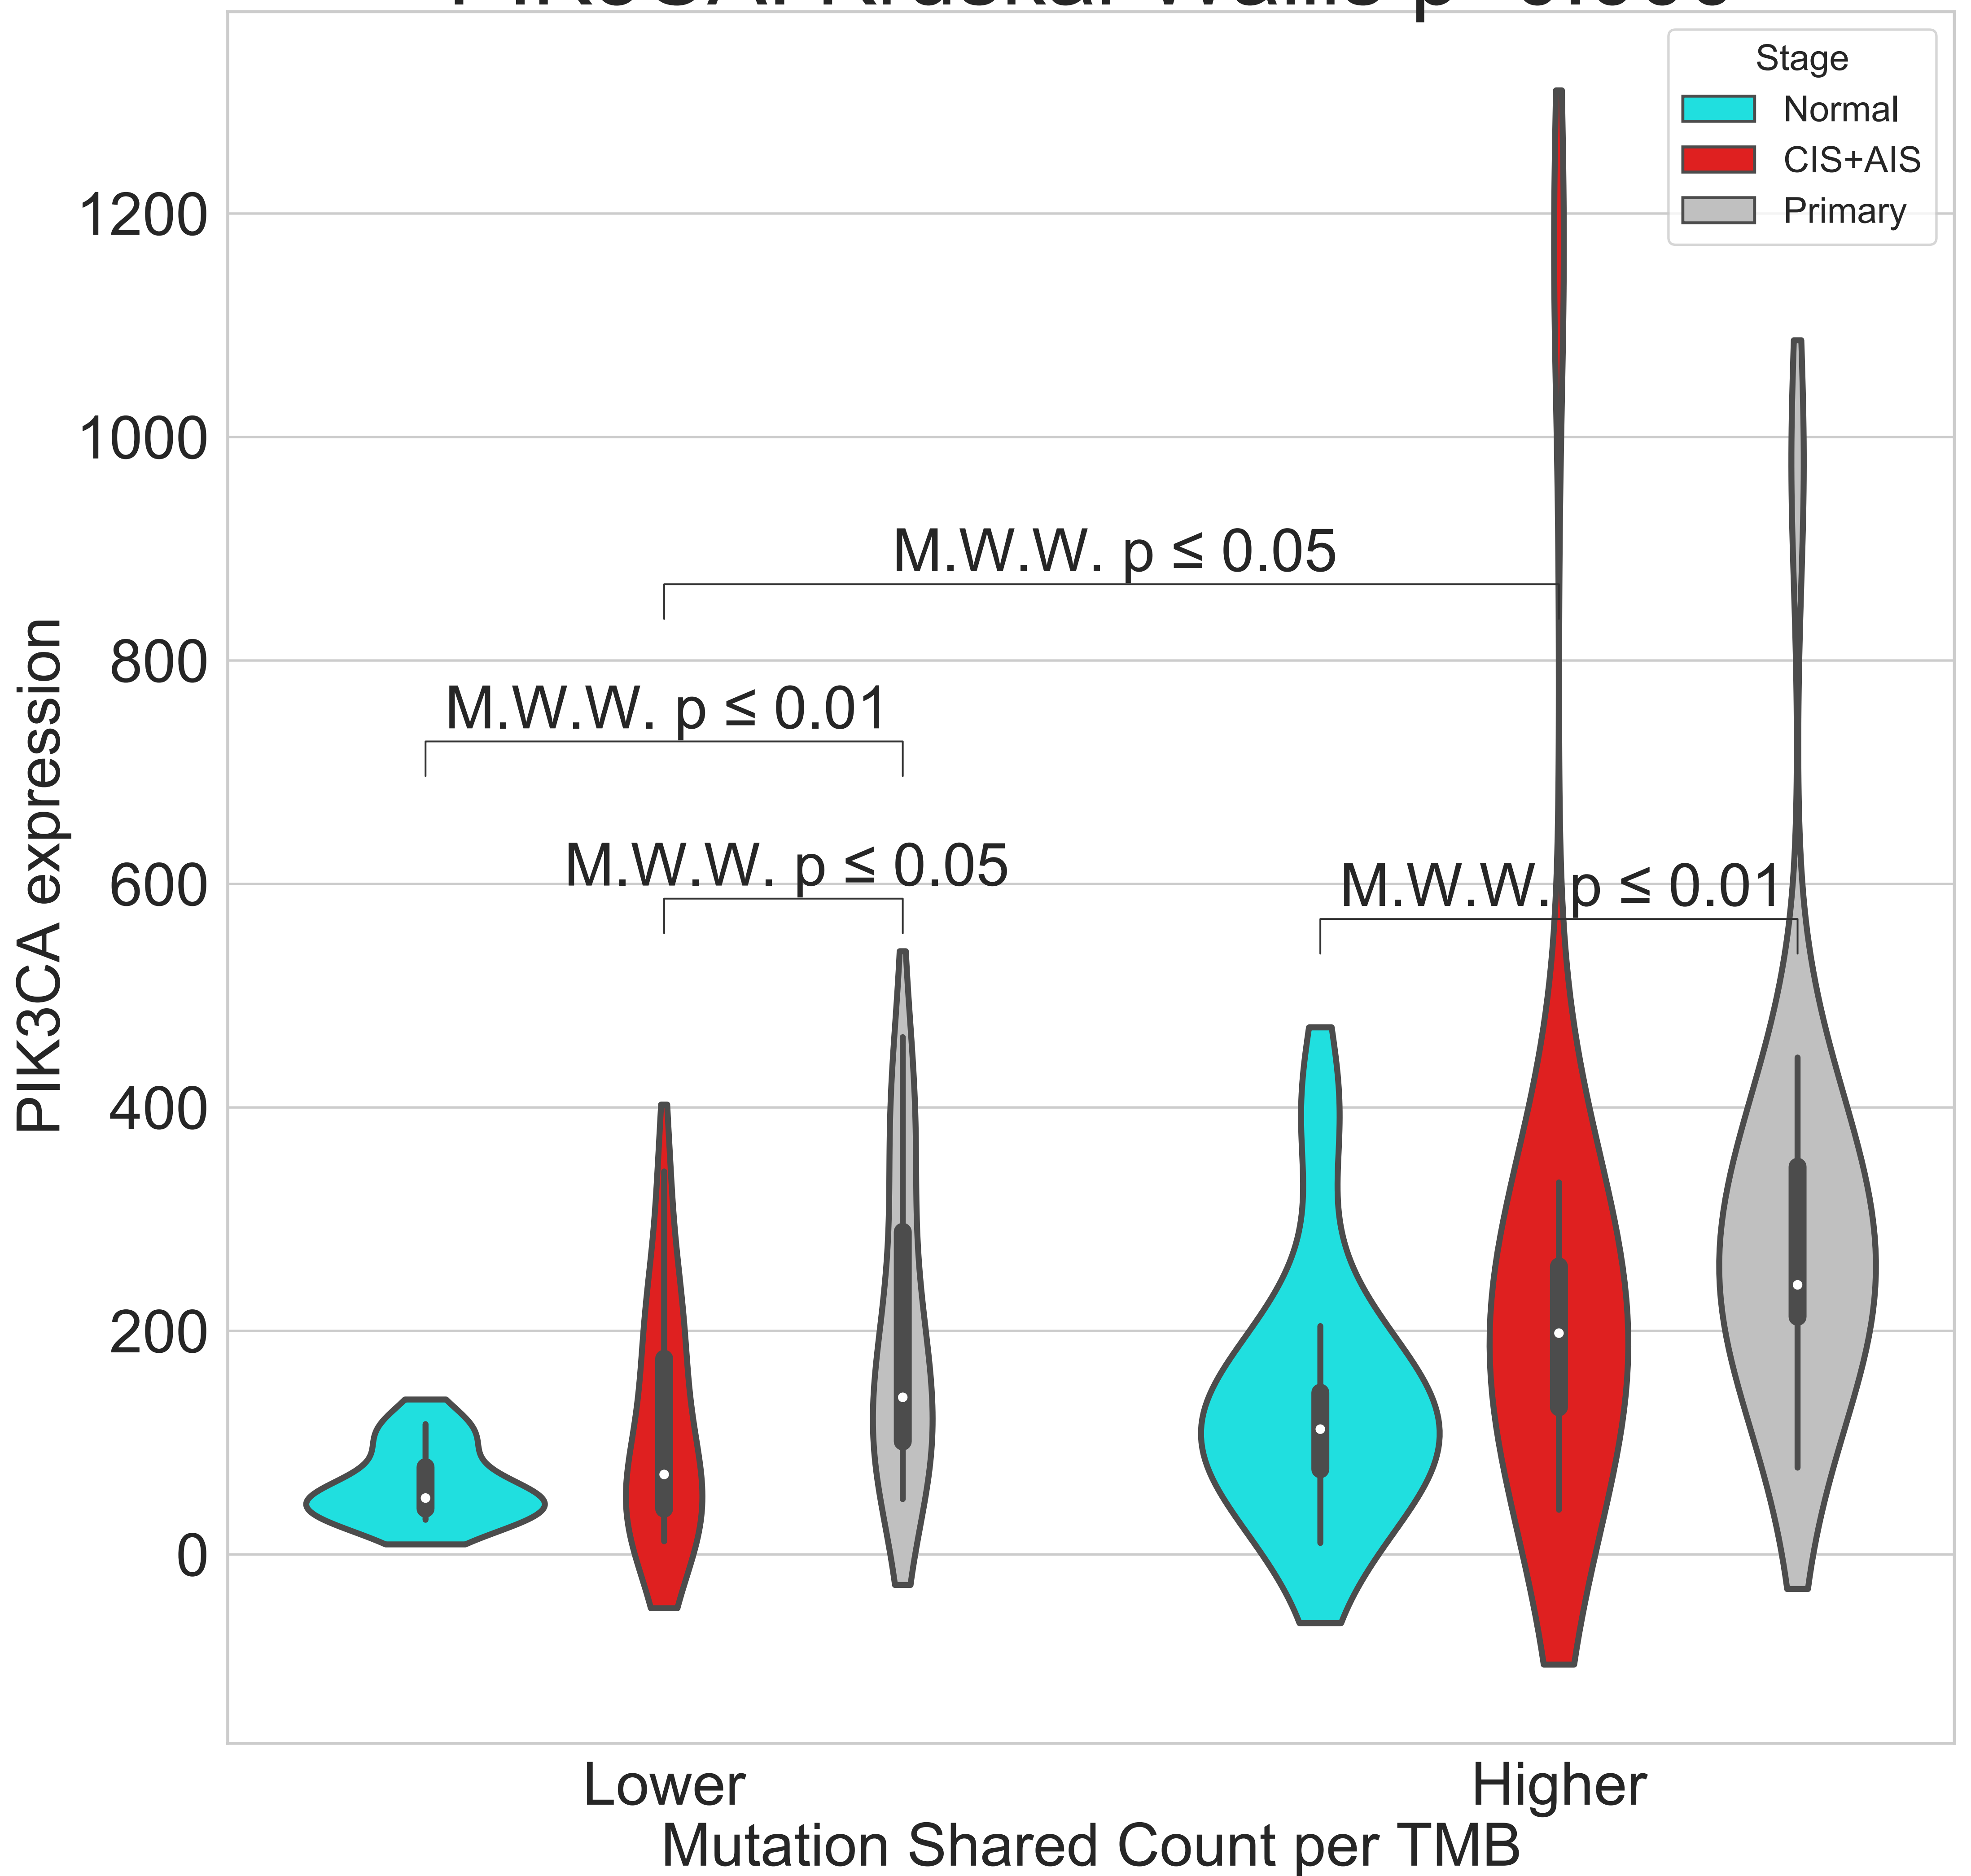 Stage
Normal
CIS+AIS
Primary
1200
1000
800
600
400
200
0
PIK3CA expression
M.W.W. p ≤ 0.05
M.W.W. p ≤ 0.01
M.W.W. p ≤ 0.05
M.W.W. p ≤ 0.01
Lower
Higher
Mutation Shared Count per TMB